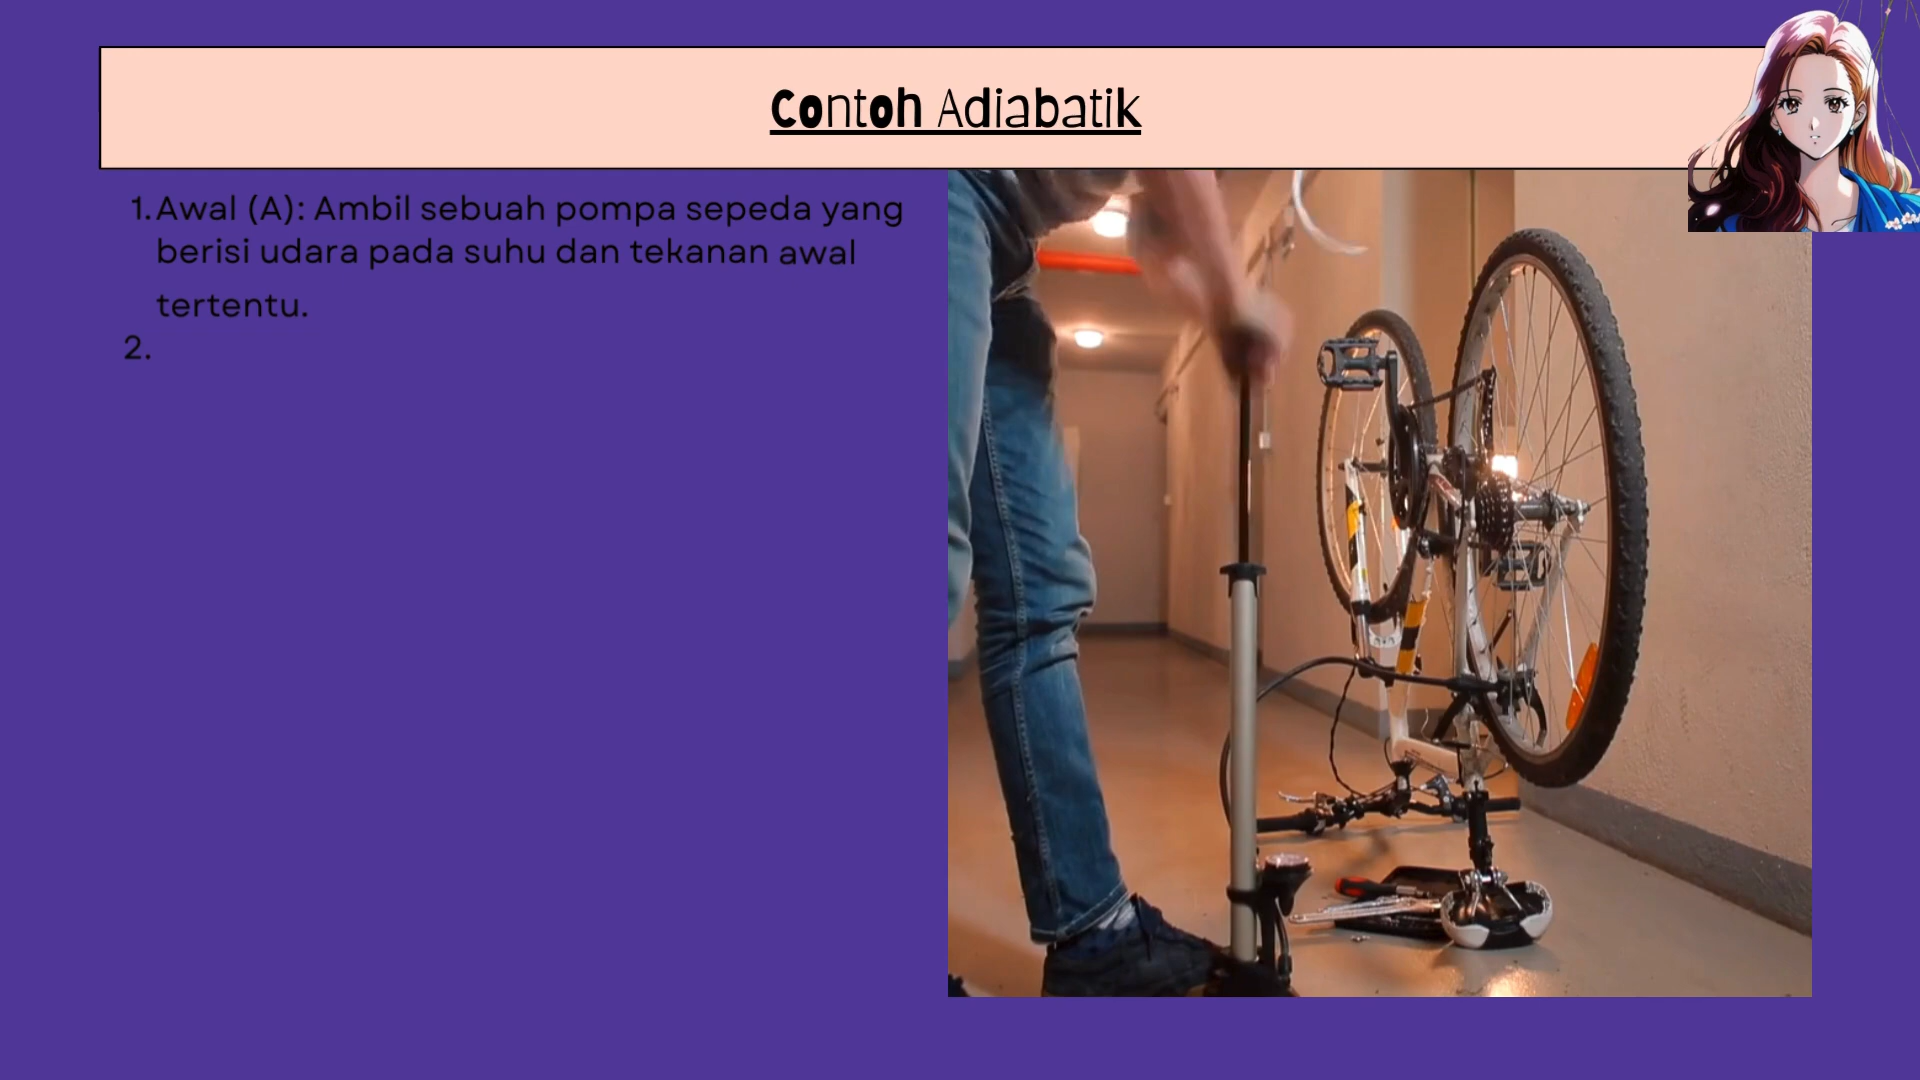 Contoh Adiabatik
1. Awal (A): Ambil sebuah pompa sepeda yang
berisi udara pada suhu dan tekanan awal
tertentu.
2.